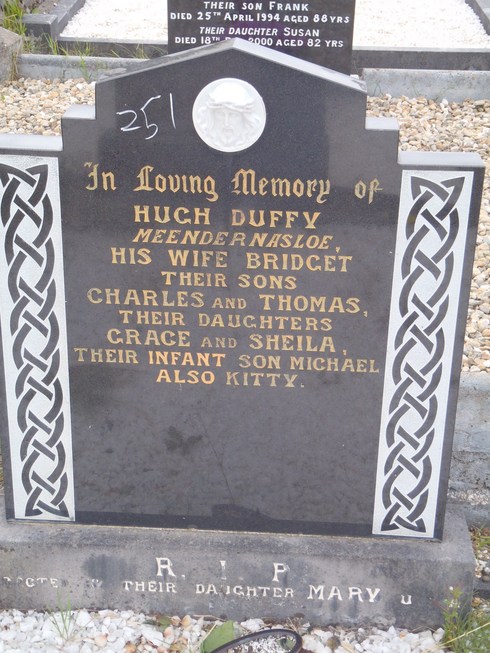 THEIR SON FRANK
DIED 25TH APRIL 1994 AGED 88 YRS
THEIR DAUGHTER SUSAN
DIED 18TH 2000 AGED 82 YRS
251
In Loving Memory of
HUGH DUFFY
MEENDERNASLOE,
HIS WIFE BRIDGET
THEIR SONS
CHARLES AND THOMAS,
THEIR DAUGHTERS
GRACE AND SHEILA,
THEIR INFANT SON MICHAEL
ALSO KITTY.
R I P
THEIR DAUGHTER MARY